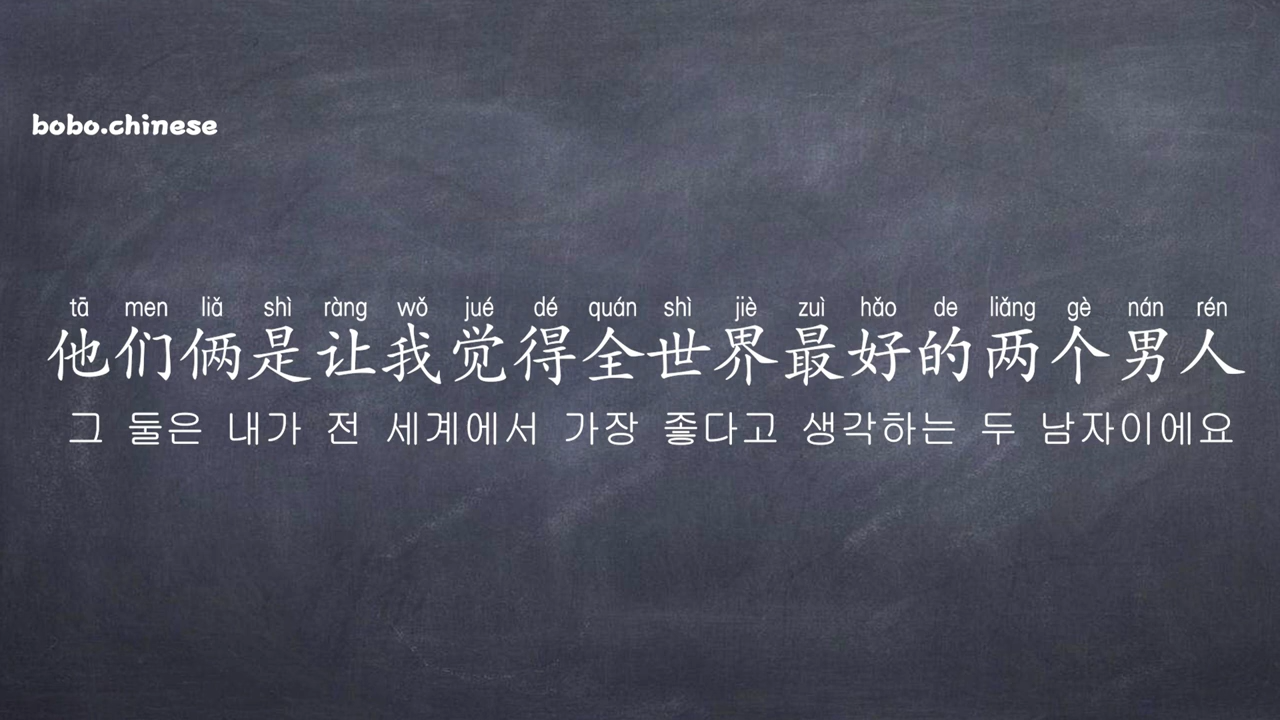 bobo.chinese
tā men liǎ shì ràng wǒ jué dé quán shì jiè zuì hǎo de liǎng gè nán rén
他们俩是让我觉得全世界最好的两个男人
그 둘은 내가 전 세계에서 가장 좋다고 생각하는 두 남자이에요